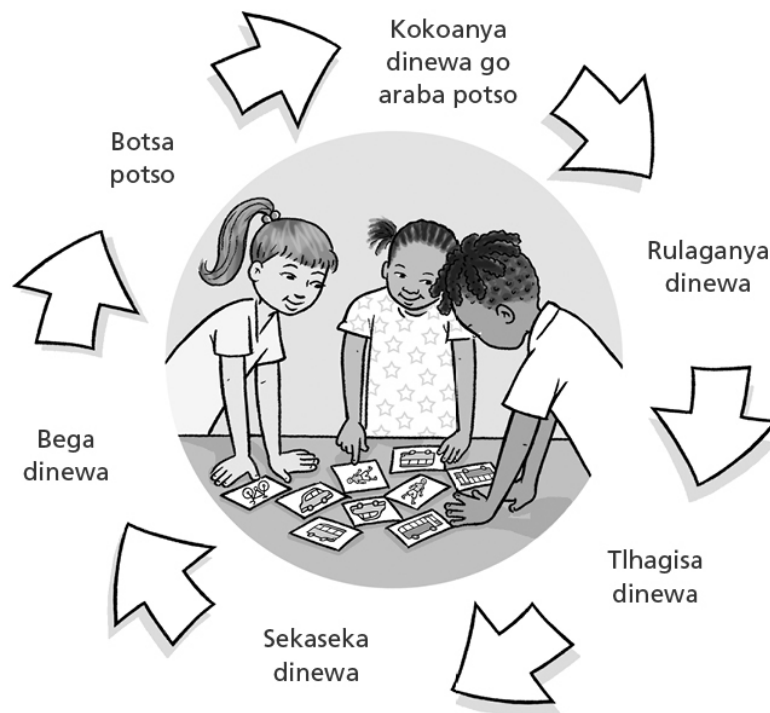 Kokoanya
dinewa go
araba potso
Rulaganya
dinewa
Tlhagisa
dinewa
Sekaseka
dinewa
Bega
dinewa
Botsa
potso